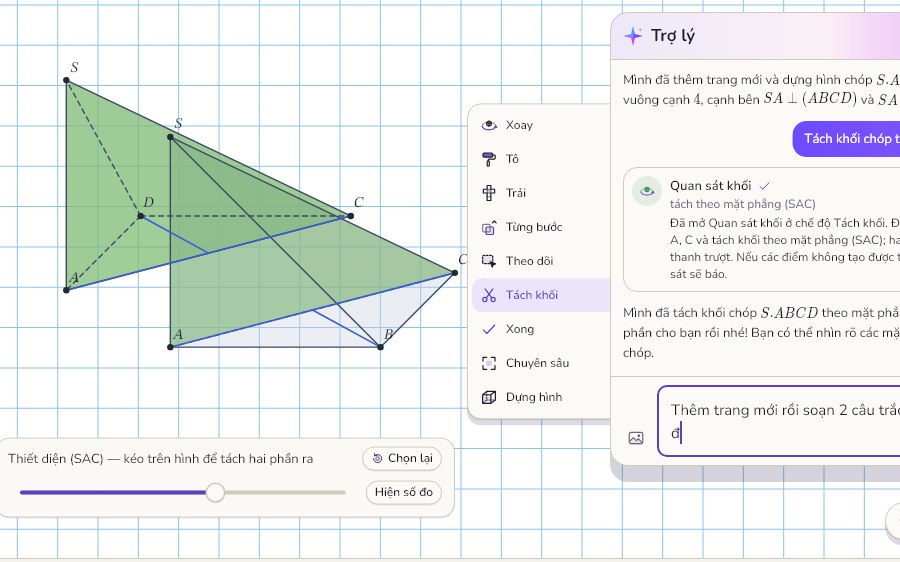 S
S
D
C
A
C
A
B
Xoay
Tô
Trải
Từng bước
Theo dõi
Tách khối
Xong
Chuyên sâu
Dựng hình
Thiết diện (SAC) — kéo trên hình để tách hai phần ra
Chọn lại
Hiện số đo
Trợ lý
Mình đã thêm trang mới và dựng hình chóp S.A
vuông cạnh 4, cạnh bên SA ⊥ (ABCD) và SA
Tách khối chóp t
Quan sát khối
tách theo mặt phẳng (SAC)
Đã mở Quan sát khối ở chế độ Tách khối. Đ
A, C và tách khối theo mặt phẳng (SAC); ha
thanh trượt. Nếu các điểm không tạo được t
sát sẽ báo.
Mình đã tách khối chóp S.ABCD theo mặt phẳ
phần cho bạn rồi nhé! Bạn có thể nhìn rõ các mặ
chóp.
Thêm trang mới rồi soạn 2 câu trắc
đ